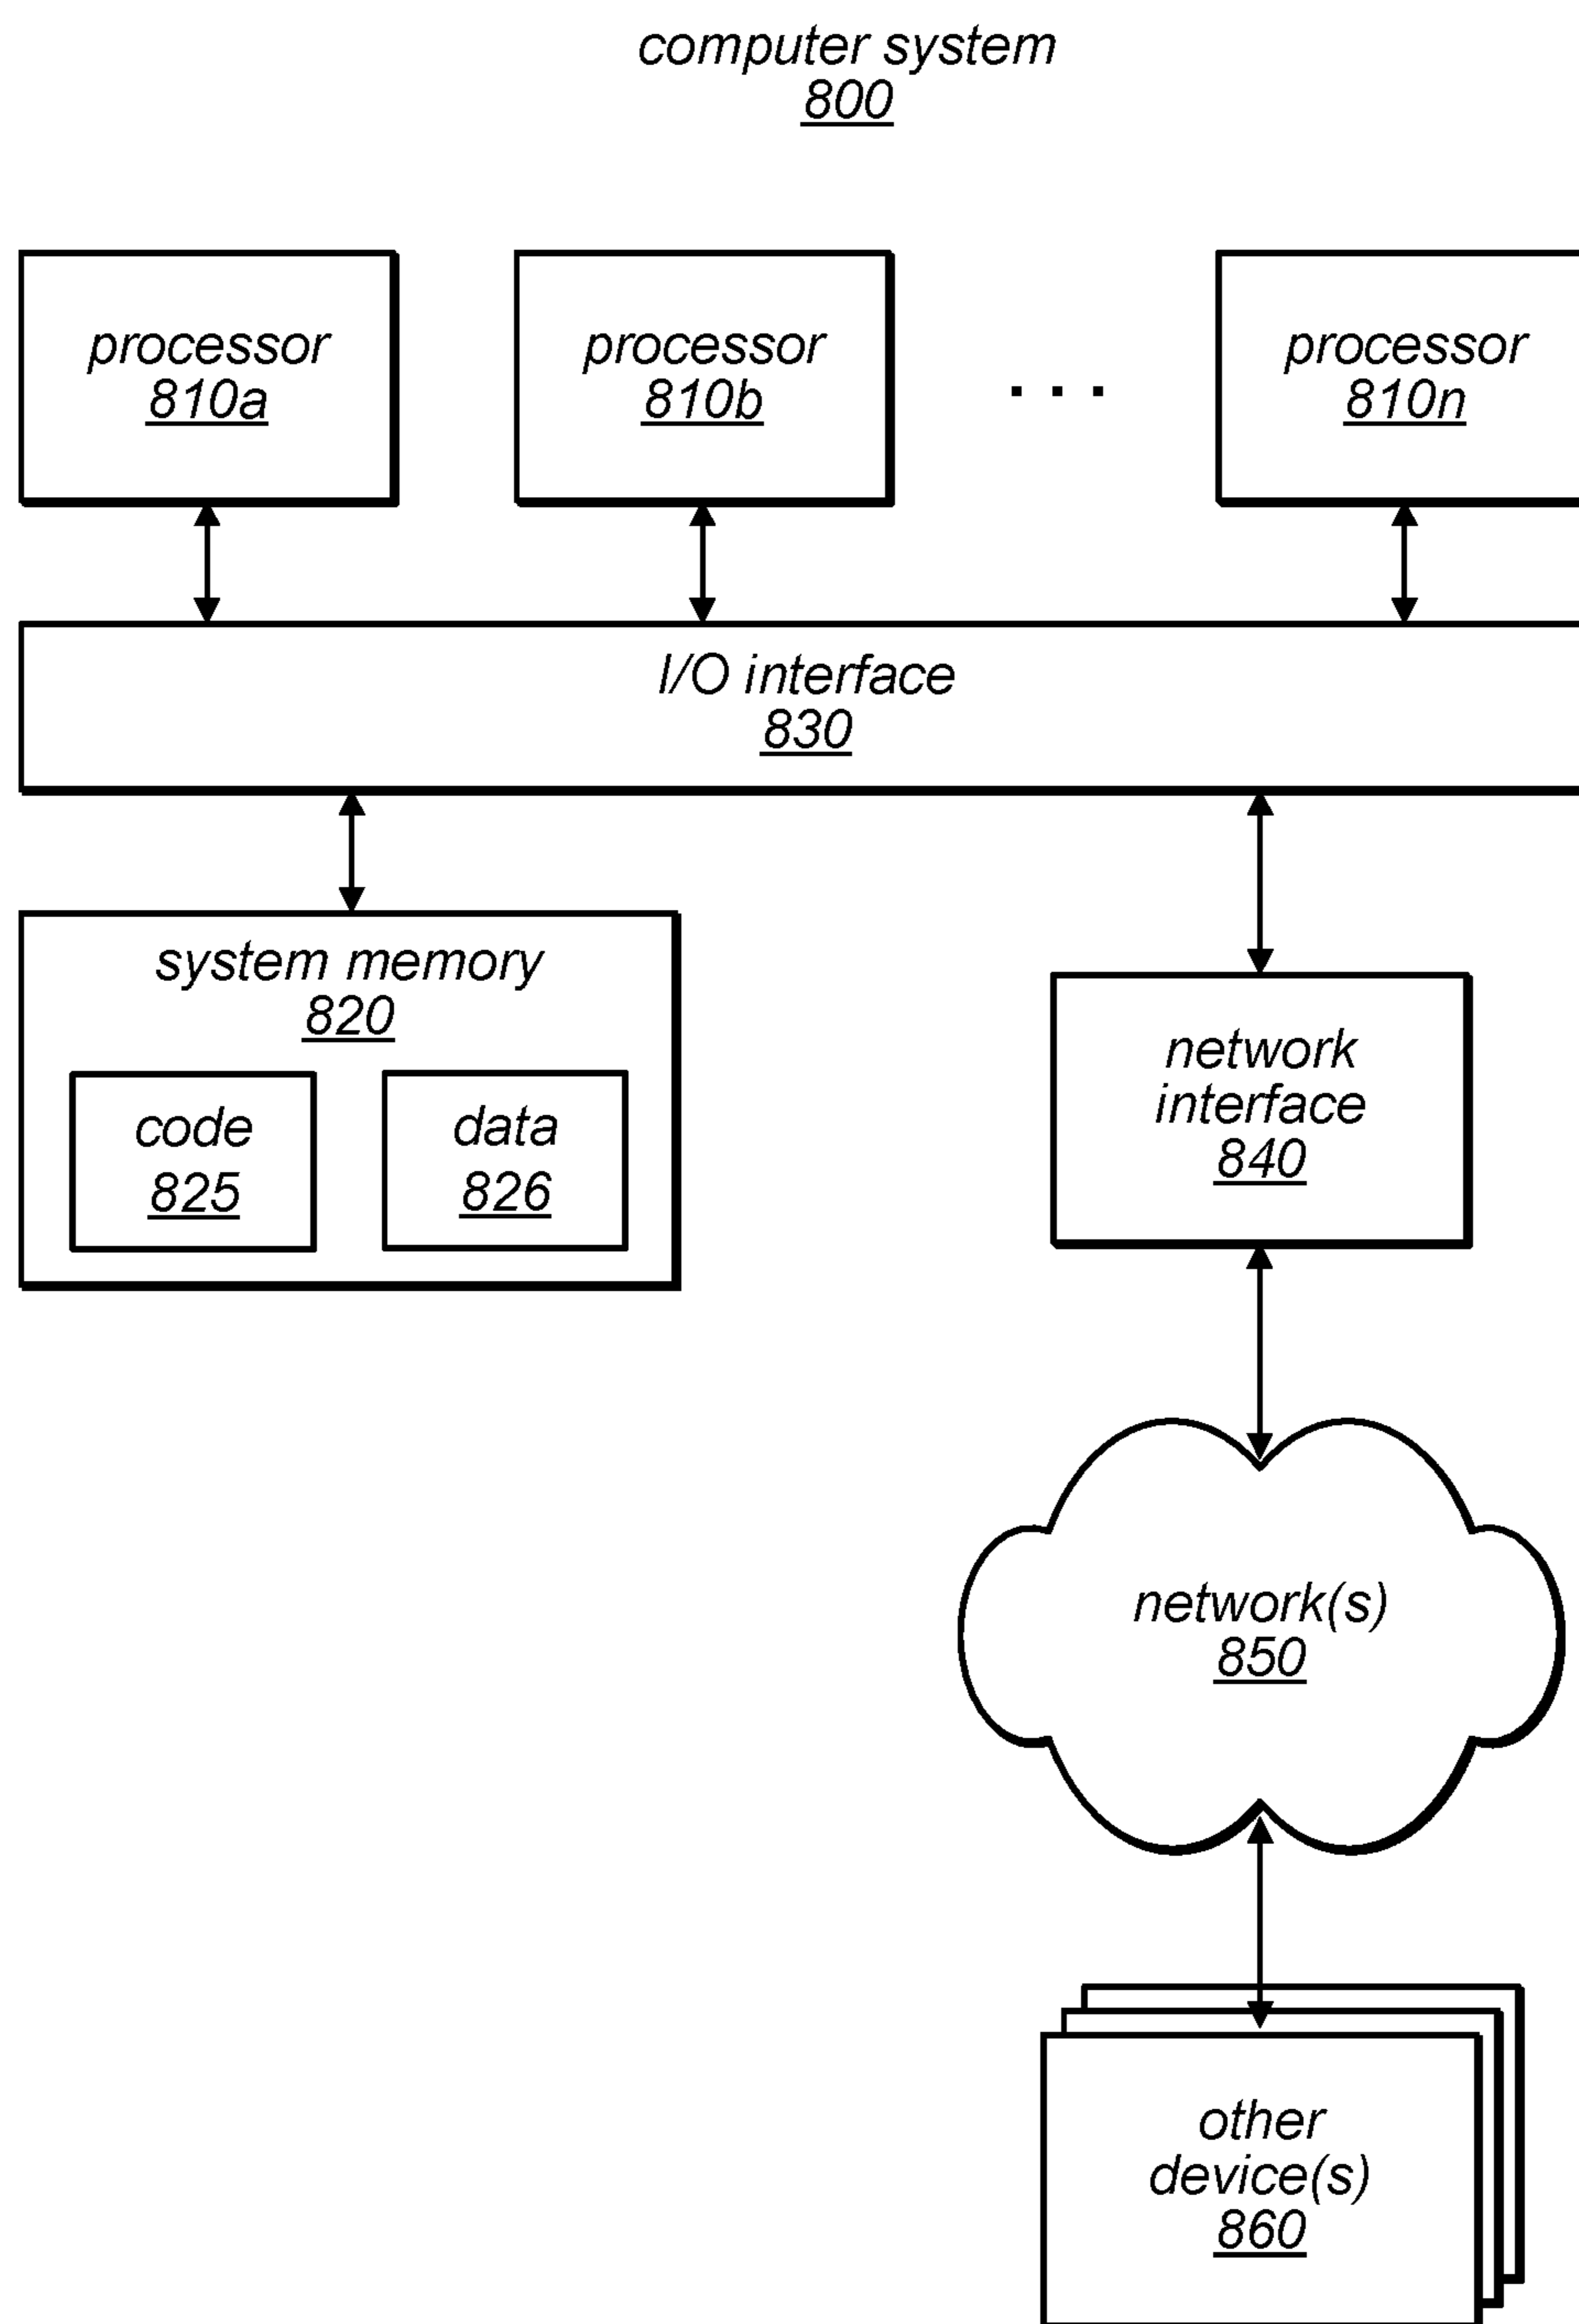 computer system
800
processor
810a
processor
810b
. . .
processor
810n
I/O interface
830
system memory
820
code
825
data
826
network
interface
840
network(s)
850
other
device(s)
860